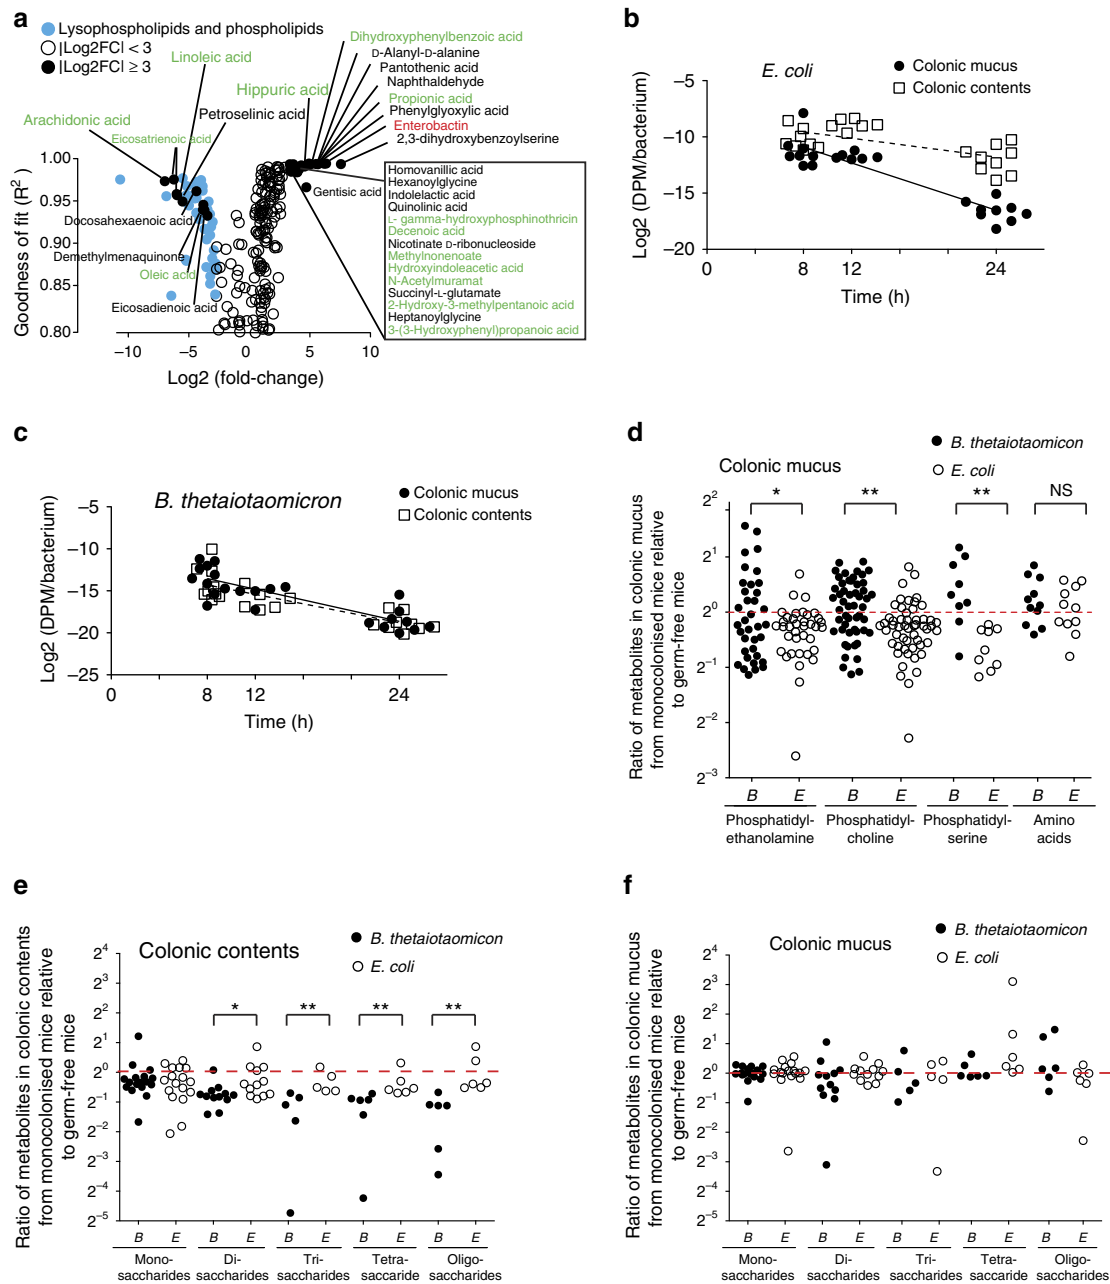 a
Lysophospholipids and phospholipids
|Log2FC| < 3
|Log2FC| ≥ 3
Linoleic acid
Hippuric acid
Petroselinic acid
Arachidonic acid
Eicosatrienoic acid
Dihydroxyphenylbenzoic acid
D-Alanyl-D-alanine
Pantothenic acid
Naphthaldehyde
Propionic acid
Phenylglyoxylic acid
Enterobactin
2,3-dihydroxybenzoylserine
Gentisic acid
Docosahexaenoic acid
Demethylmenaquinone
Oleic acid
Eicosadienoic acid
Homovanillic acid
Hexanoylglycine
Indolelactic acid
Quinolinic acid
L- gamma-hydroxyphosphinothricin
Decenoic acid
Nicotinate D-ribonucleoside
Methylnonenoate
Hydroxyindoleacetic acid
N-Acetylmuramat
Succinyl-L-glutamate
2-Hydroxy-3-methylpentanoic acid
Heptanoylglycine
3-(3-Hydroxyphenyl)propanoic acid
Goodness of fit (R²)
1.00
0.95
0.90
0.85
0.80
–10 –5 0 5 10
Log2 (fold-change)
b
E. coli
Colonic mucus
Colonic contents
Log2 (DPM/bacterium)
–5
–10
–15
–20
0 8 12 24
Time (h)
c
B. thetaiotaomicron
Colonic mucus
Colonic contents
Log2 (DPM/bacterium)
–5
–10
–15
–20
–25
0 8 12 24
Time (h)
d
B. thetaiotaomicon
E. coli
Colonic mucus
* ** ** NS
Ratio of metabolites in colonic mucus
from monocolonised mice relative
to germ-free mice
2²
2¹
2⁰
2⁻¹
2⁻²
2⁻³
B E B E B E B E
Phosphatidyl-
ethanolamine
Phosphatidyl-
choline
Phosphatidyl-
serine
Amino
acids
e
Colonic contents
B. thetaiotaomicon
E. coli
* ** ** **
Ratio of metabolites in colonic contents
from monocolonised mice relative
to germ-free mice
2⁴
2³
2²
2¹
2⁰
2⁻¹
2⁻²
2⁻³
2⁻⁴
2⁻⁵
B E B E B E B E B E
Mono-
saccharides
Di-
saccharides
Tri-
saccharides
Tetra-
saccaride
Oligo-
saccharides
f
Colonic mucus
B. thetaiotaomicon
E. coli
Ratio of metabolites in colonic mucus
from monocolonised mice relative
to germ-free mice
2⁴
2³
2²
2¹
2⁰
2⁻¹
2⁻²
2⁻³
2⁻⁴
2⁻⁵
B E B E B E B E B E
Mono-
saccharides
Di-
saccharides
Tri-
saccharides
Tetra-
saccaride
Oligo-
saccharides